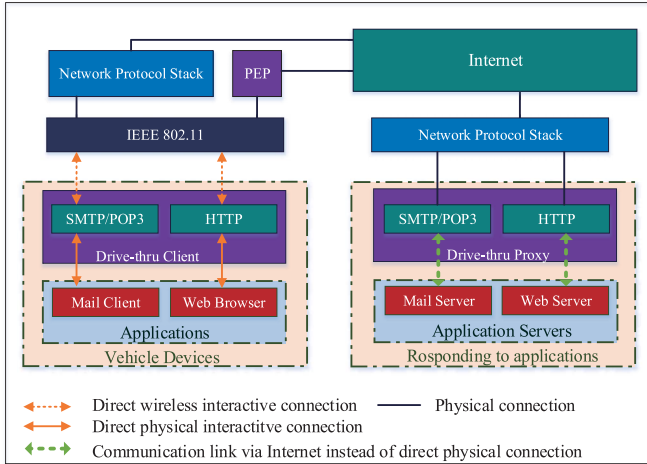 Internet
Network Protocol Stack
PEP
IEEE 802.11
Network Protocol Stack
SMTP/POP3
HTTP
Drive-thru Client
Mail Client
Web Browser
Applications
Vehicle Devices
SMTP/POP3
HTTP
Drive-thru Proxy
Mail Server
Web Server
Application Servers
Rosponding to applications
Direct wireless interactive connection
Physical connection
Direct physical interactitve connection
Communication link via Internet instead of direct physical connection